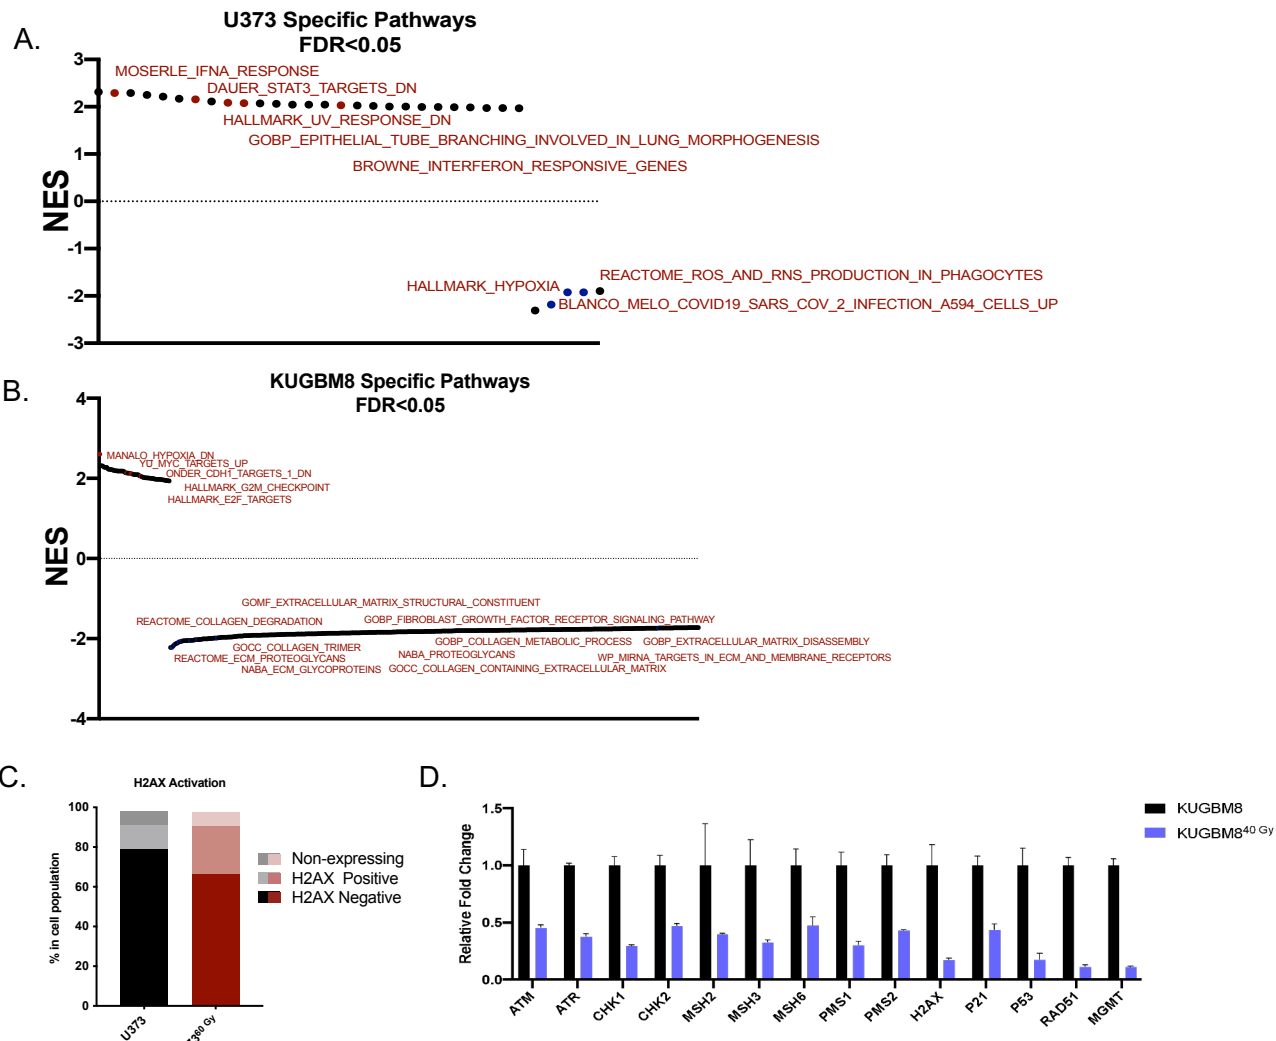 A.
U373 Specific Pathways
FDR<0.05
3
MOSERLE_IFNA_RESPONSE
DAUER_STAT3_TARGETS_DN
2
HALLMARK_UV_RESPONSE_DN
GOBP_EPITHELIAL_TUBE_BRANCHING_INVOLVED_IN_LUNG_MORPHOGENESIS
1
BROWNE_INTERFERON_RESPONSIVE_GENES
NES
0
-1
REACTOME_ROS_AND_RNS_PRODUCTION_IN_PHAGOCYTES
HALLMARK_HYPOXIA
-2
BLANCO_MELO_COVID19_SARS_COV_2_INFECTION_A594_CELLS_UP
-3
B.
KUGBM8 Specific Pathways
FDR<0.05
4
MANALO_HYPOXIA_DN
YU_MYC_TARGETS_UP
ONDER_CDH1_TARGETS_1_DN
2
HALLMARK_G2M_CHECKPOINT
HALLMARK_E2F_TARGETS
NES
0
GOMF_EXTRACELLULAR_MATRIX_STRUCTURAL_CONSTITUENT
REACTOME_COLLAGEN_DEGRADATION
GOBP_FIBROBLAST_GROWTH_FACTOR_RECEPTOR_SIGNALING_PATHWAY
-2
GOBP_COLLAGEN_METABOLIC_PROCESS
GOBP_EXTRACELLULAR_MATRIX_DISASSEMBLY
GOCC_COLLAGEN_TRIMER
NABA_PROTEOGLYCANS
REACTOME_ECM_PROTEOGLYCANS
WP_MIRNA_TARGETS_IN_ECM_AND_MEMBRANE_RECEPTORS
NABA_ECM_GLYCOPROTEINS
GOCC_COLLAGEN_CONTAINING_EXTRACELLULAR_MATRIX
-4
C.
H2AX Activation
100
80
60
40
20
0
% in cell population
U373
3⁶⁰ ᴳʸ
Non-expressing
H2AX Positive
H2AX Negative
D.
1.5
1.0
0.5
0.0
Relative Fold Change
KUGBM8
KUGBM8⁴⁰ ᴳʸ
ATM
ATR
CHK1
CHK2
MSH2
MSH3
MSH6
PMS1
PMS2
H2AX
P21
P53
RAD51
MGMT